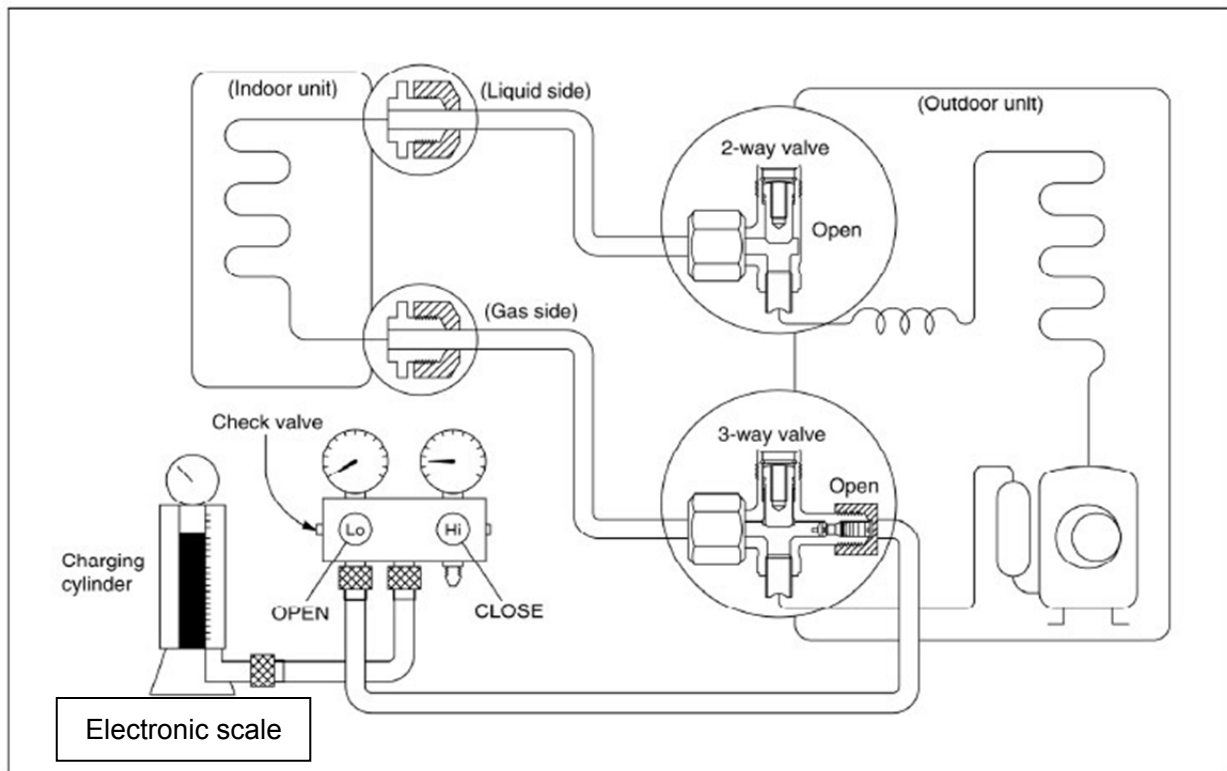 (Indoor unit)
(Liquid side)
(Outdoor unit)
2-way valve
Open
(Gas side)
Check valve
3-way valve
Open
Lo
Hi
Charging
cylinder
OPEN
CLOSE
Electronic scale